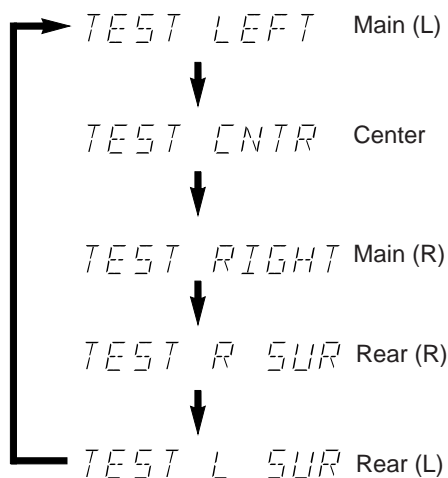 TEST LEFT Main (L)
TEST CNTR Center
TEST RIGHT Main (R)
TEST R SUR Rear (R)
TEST L SUR Rear (L)